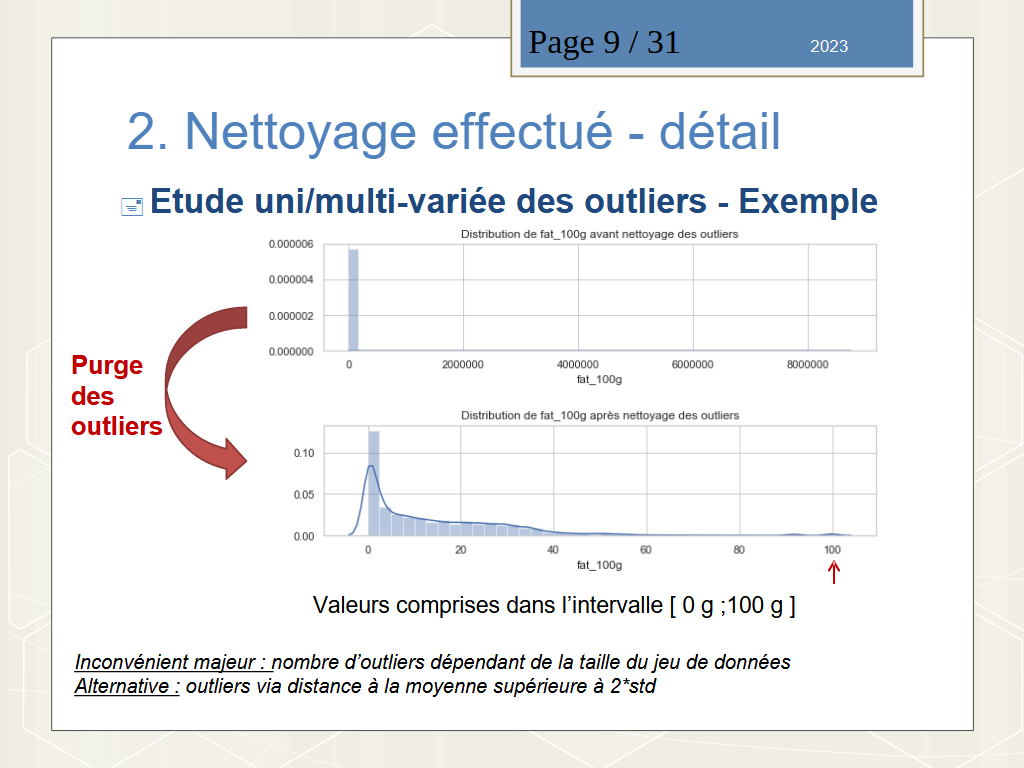 Page 9 / 31
2023
2. Nettoyage effectué - détail
Etude uni/multi-variée des outliers - Exemple
Distribution de fat_100g avant nettoyage des outliers
0.000006
0.000004
0.000002
0.000000
0 2000000 4000000 6000000 8000000
fat_100g
Purge
des
outliers
Distribution de fat_100g après nettoyage des outliers
0.10
0.05
0.00
0 20 40 60 80 100
fat_100g
Valeurs comprises dans l’intervalle [ 0 g ;100 g ]
Inconvénient majeur : nombre d’outliers dépendant de la taille du jeu de données
Alternative : outliers via distance à la moyenne supérieure à 2*std